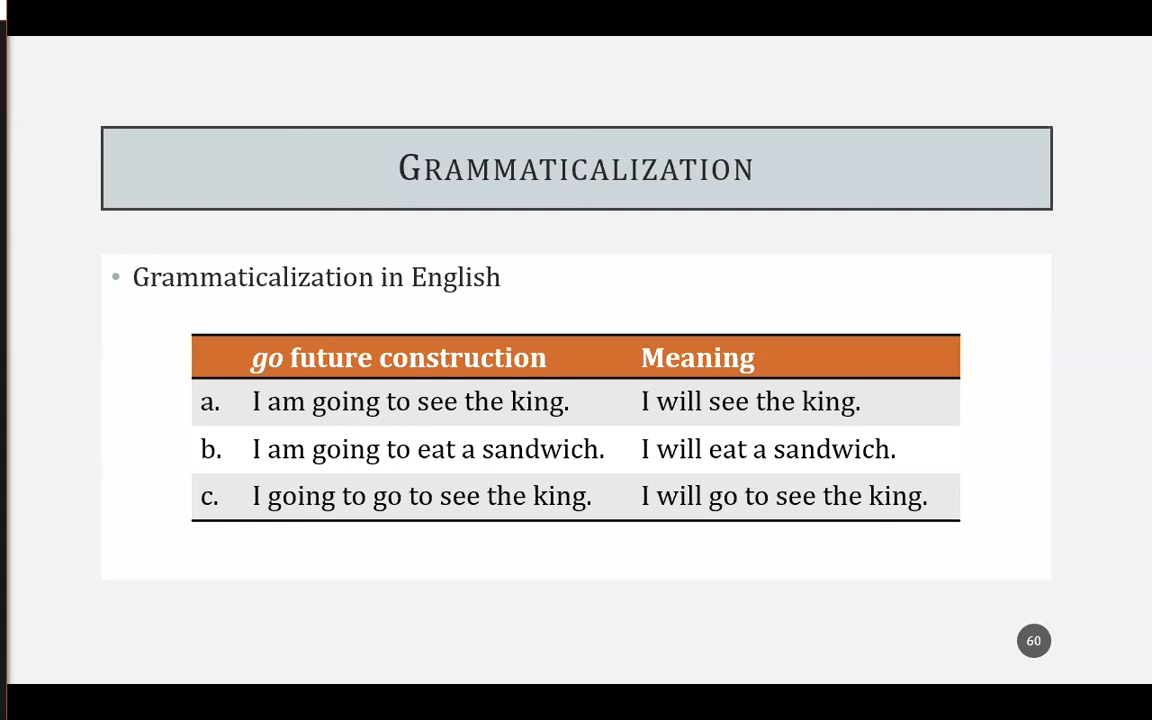 GRAMMATICALIZATION
• Grammaticalization in English
go future construction Meaning
a. I am going to see the king. I will see the king.
b. I am going to eat a sandwich. I will eat a sandwich.
c. I going to go to see the king. I will go to see the king.
60